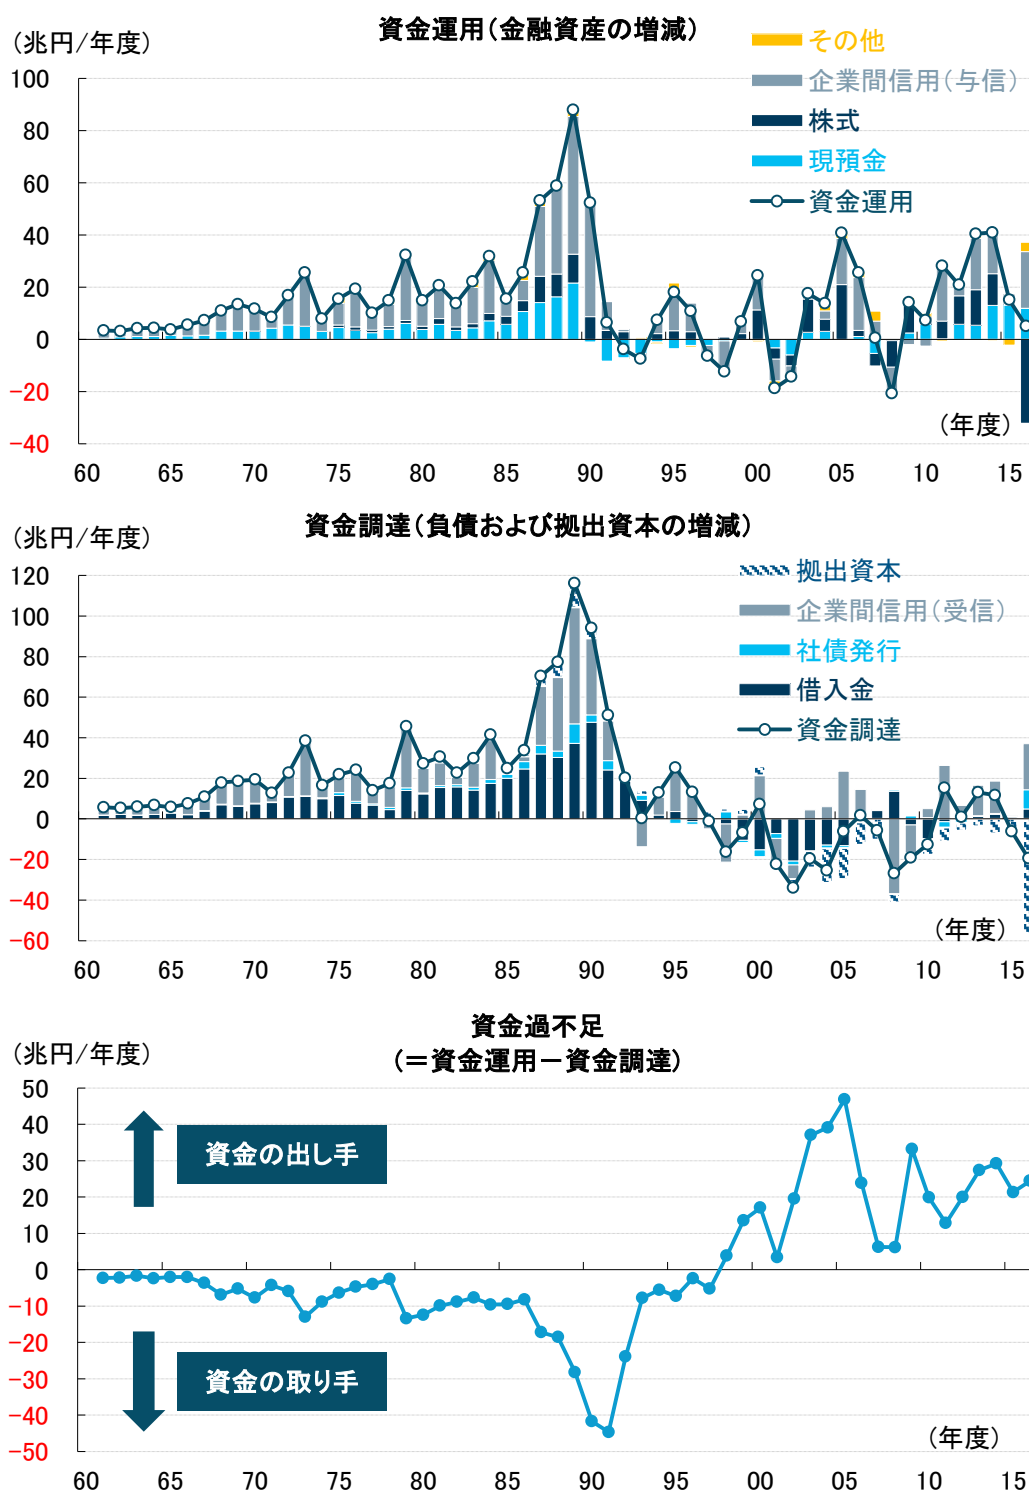 資金運用（金融資産の増減）
（兆円/年度）
その他
企業間信用（与信）
株式
現預金
資金運用
100
80
60
40
20
0
−20
−40
（年度）
60 65 70 75 80 85 90 95 00 05 10 15
資金調達（負債および拠出資本の増減）
（兆円/年度）
拠出資本
企業間信用（受信）
社債発行
借入金
資金調達
120
100
80
60
40
20
0
−20
−40
−60
（年度）
60 65 70 75 80 85 90 95 00 05 10 15
資金過不足
（＝資金運用－資金調達）
（兆円/年度）
50
40
30
20
10
0
−10
−20
−30
−40
−50
資金の出し手
資金の取り手
（年度）
60 65 70 75 80 85 90 95 00 05 10 15